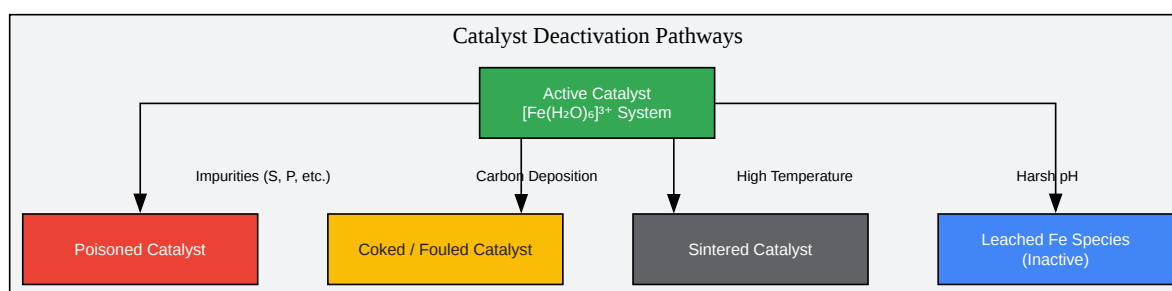 Catalyst Deactivation Pathways
Active Catalyst
[Fe(H₂O)₆]³⁺ System
Impurities (S, P, etc.)
Carbon Deposition
High Temperature
Harsh pH
Poisoned Catalyst
Coked / Fouled Catalyst
Sintered Catalyst
Leached Fe Species
(Inactive)